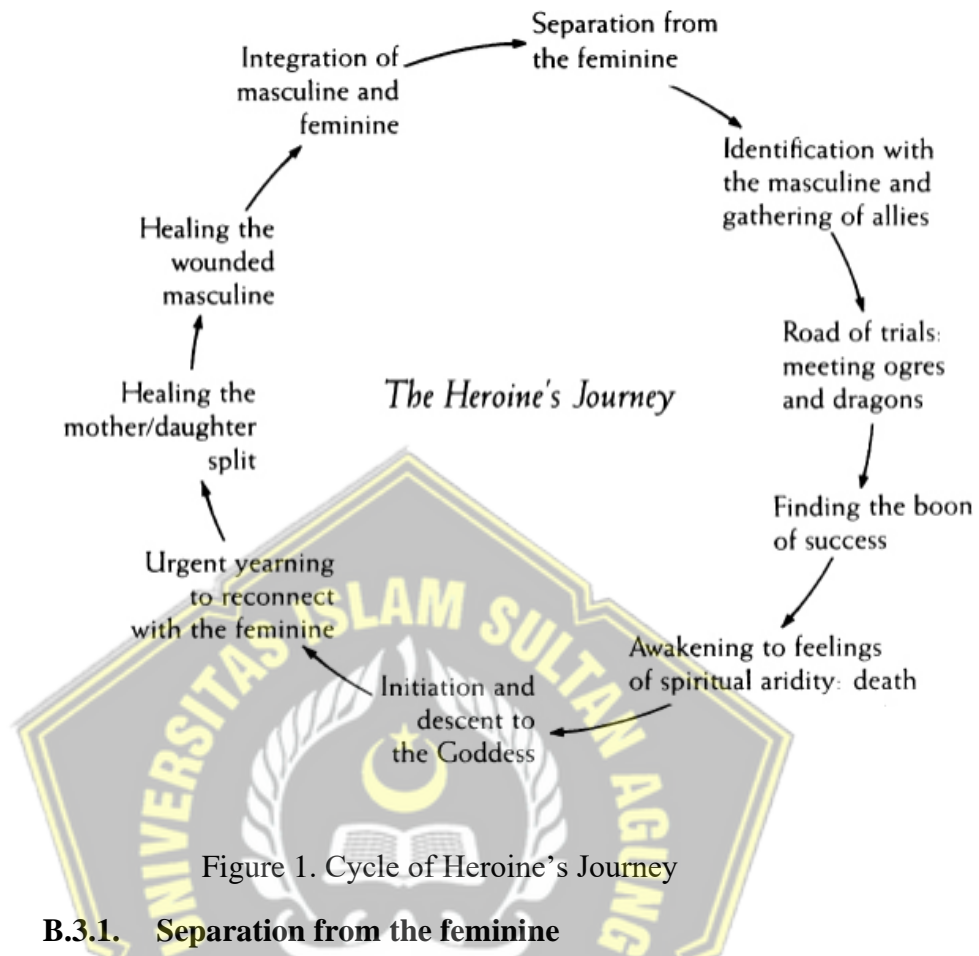 Separation from
the feminine
Identification with
the masculine and
gathering of allies
Road of trials:
meeting ogres
and dragons
Finding the boon
of success
Awakening to feelings
of spiritual aridity: death
Initiation and
descent to
the Goddess
Urgent yearning
to reconnect
with the feminine
Healing the
mother/daughter
split
Healing the
wounded
masculine
Integration of
masculine and
feminine
The Heroine's Journey
UNIVERSITAS ISLAM SULTAN AGUNG
Figure 1. Cycle of Heroine’s Journey
B.3.1. Separation from the feminine